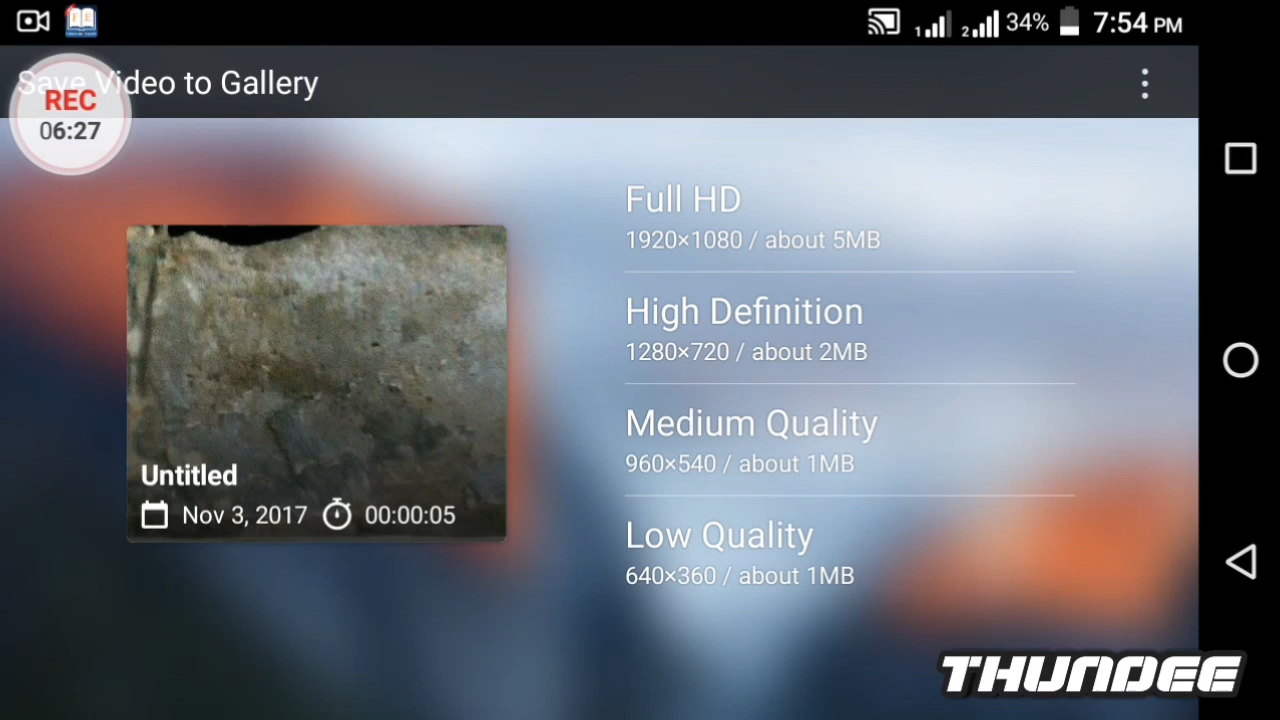 1 2 34% 7:54 PM
Save Video to Gallery
REC
06:27
Full HD
1920×1080 / about 5MB
High Definition
1280×720 / about 2MB
Medium Quality
960×540 / about 1MB
Low Quality
640×360 / about 1MB
Untitled
Nov 3, 2017 00:00:05
THUNDEE